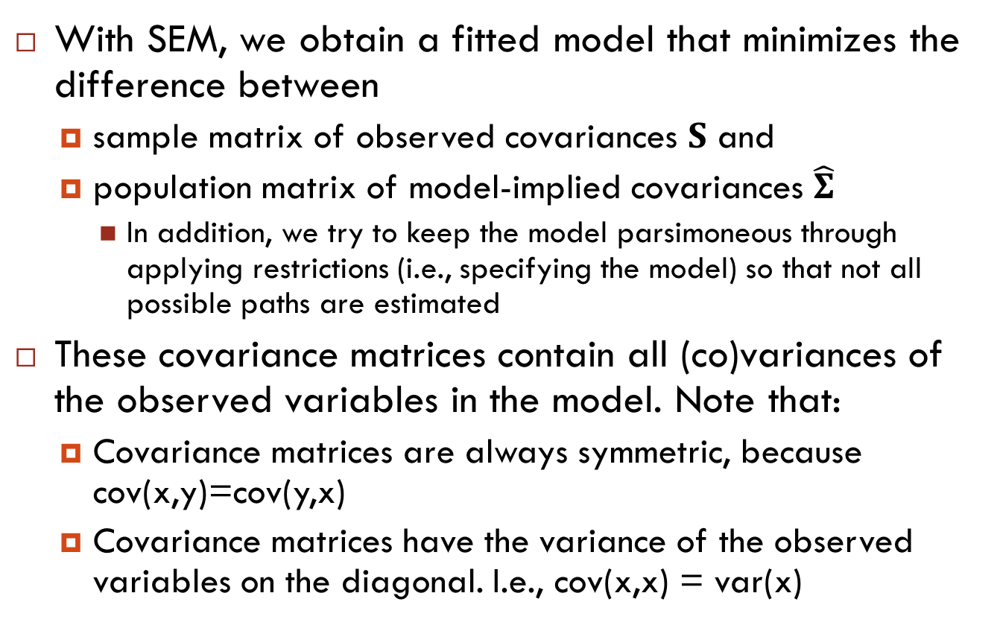 With SEM, we obtain a fitted model that minimizes the
difference between
sample matrix of observed covariances S and
population matrix of model-implied covariances Σ̂
In addition, we try to keep the model parsimoneous through
applying restrictions (i.e., specifying the model) so that not all
possible paths are estimated
These covariance matrices contain all (co)variances of
the observed variables in the model. Note that:
Covariance matrices are always symmetric, because
cov(x,y)=cov(y,x)
Covariance matrices have the variance of the observed
variables on the diagonal. I.e., cov(x,x) = var(x)